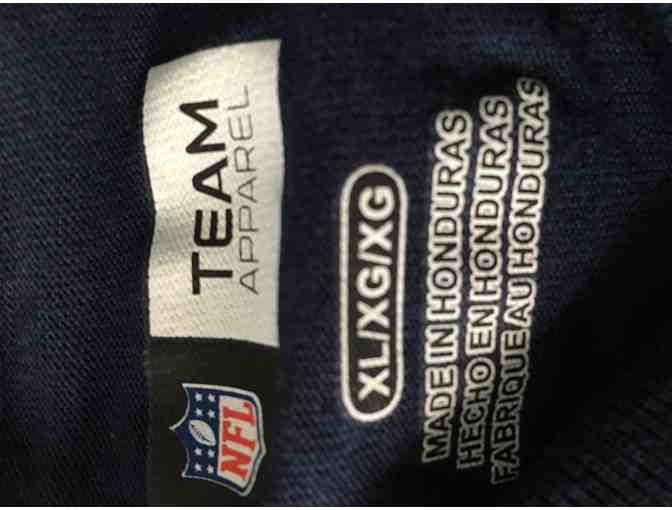 NFL
TEAM
APPAREL
XL/XG/XG
MADE IN HONDURAS
HECHO EN HONDURAS
FABRIQUE AU HONDURAS